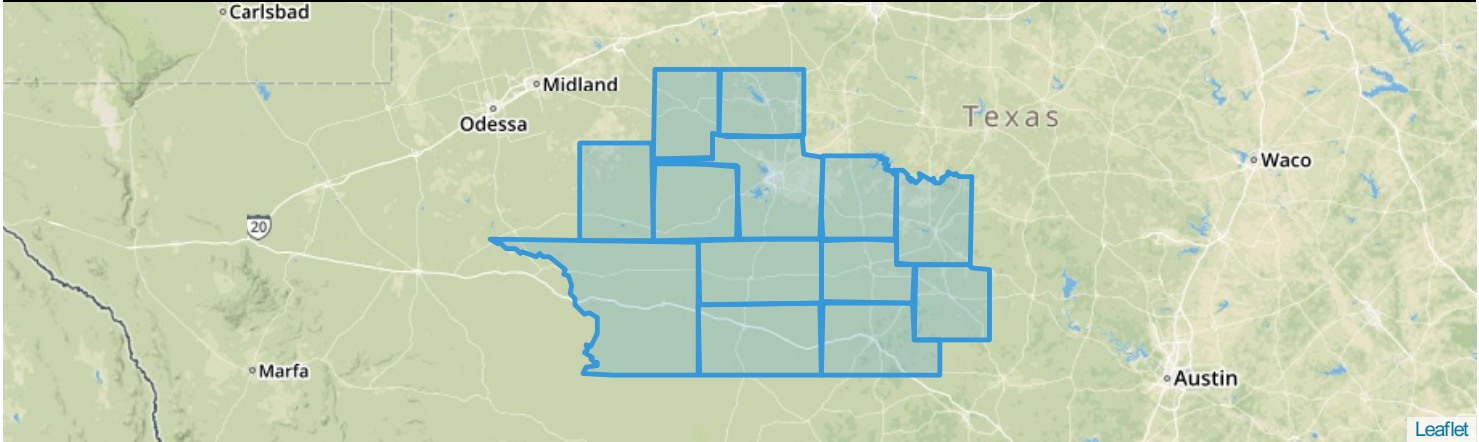 Carlsbad
Midland
Odessa
Texas
Waco
20
Marfa
Austin
Leaflet